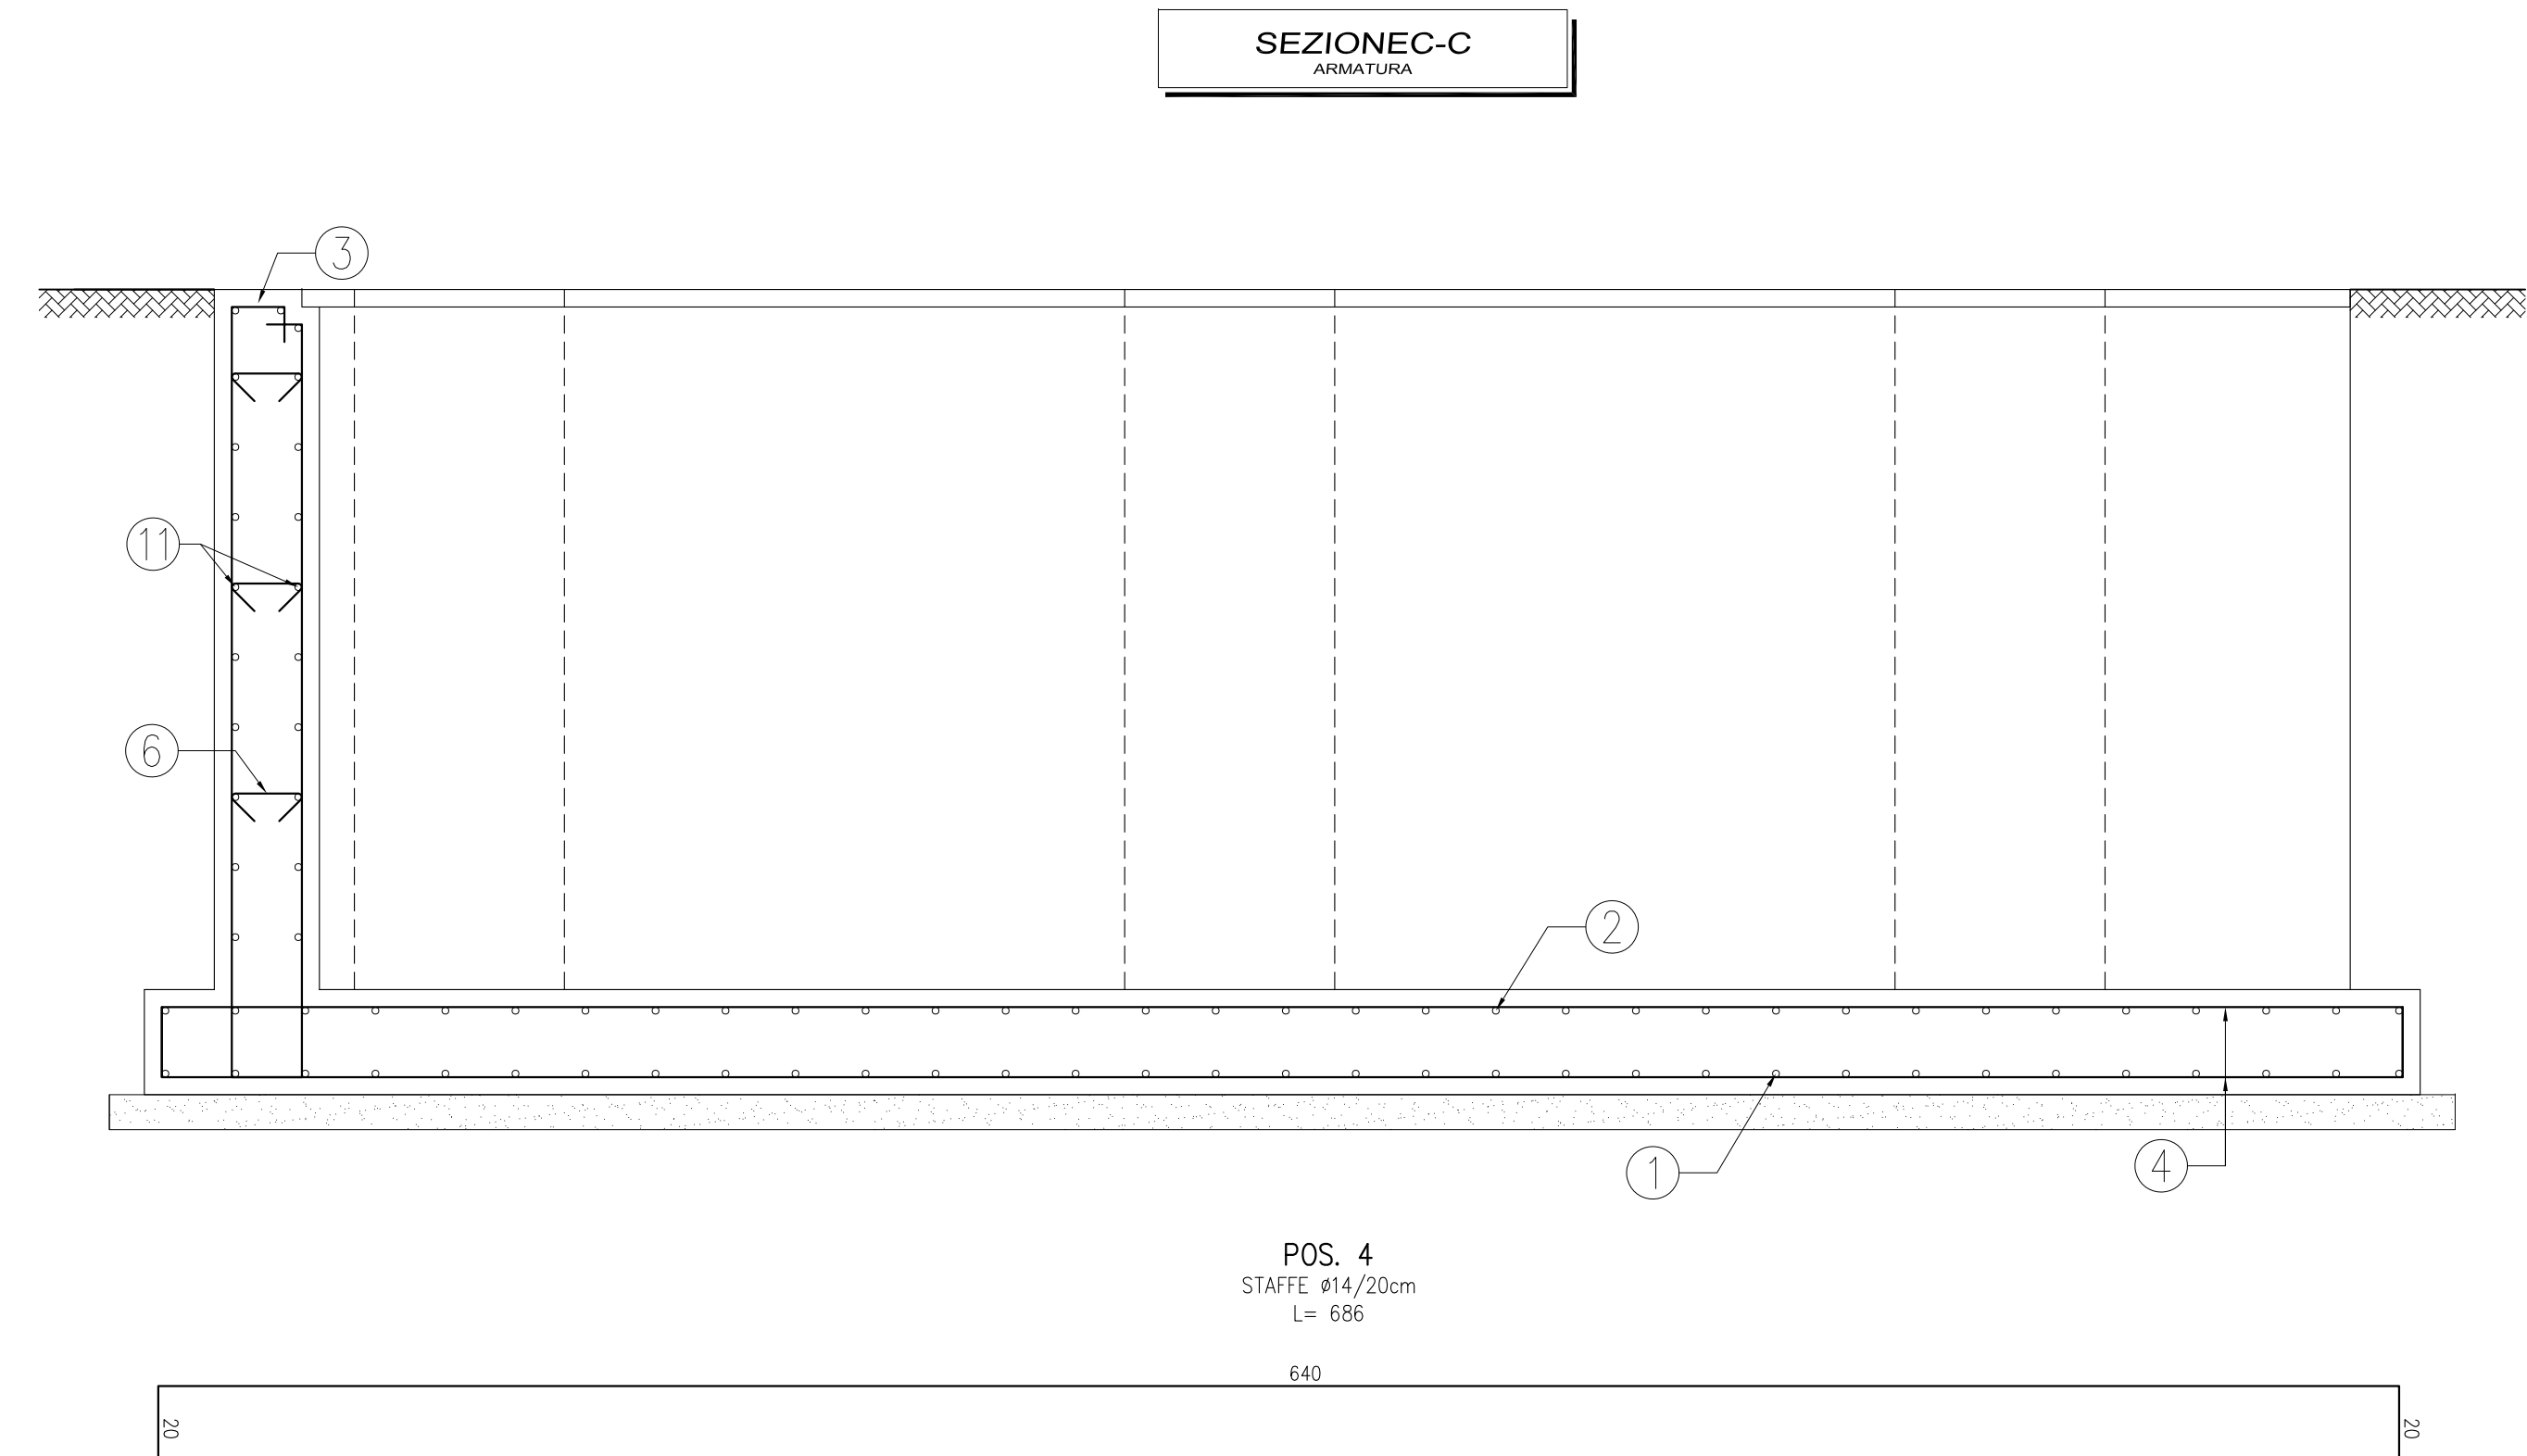 SEZIONEC-C
ARMATURA
3
11
6
2
1
4
POS. 4
STAFFE ø14/20cm
L= 686
640
20
20